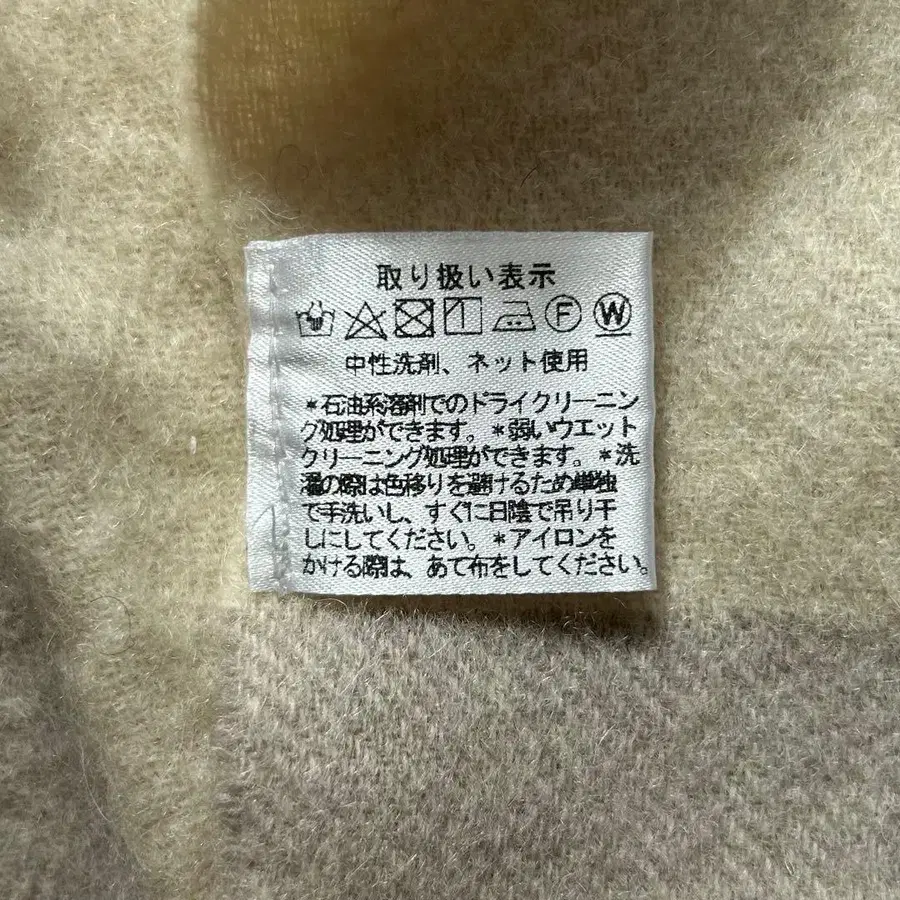 取り扱い表示
F W
中性洗剤、ネット使用
*石油系溶剤でのドライクリーニン
グ処理ができます。*弱いウエット
クリーニング処理ができます。*洗
濯の際は色移りを避けるため単独
で手洗いし、すぐに日陰で吊り干
しにしてください。*アイロンを
かける際は、あて布をしてください。